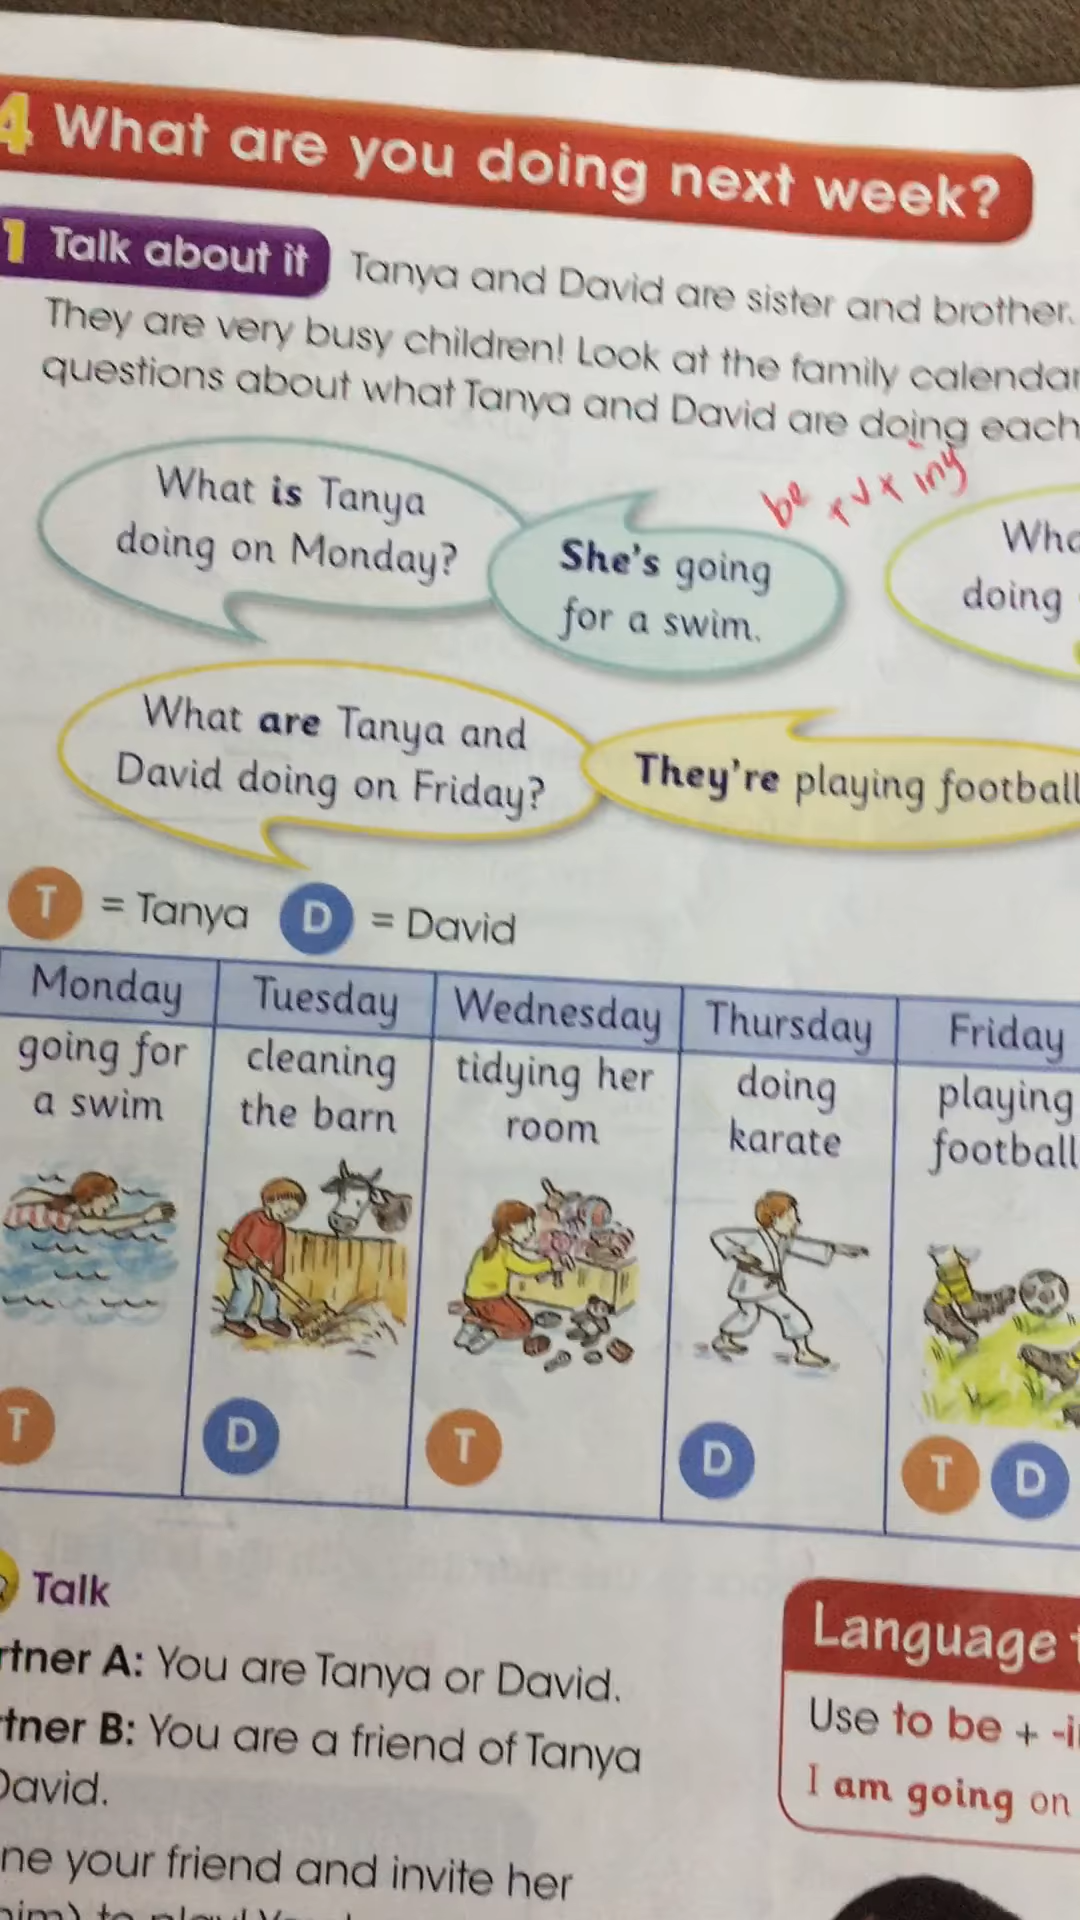 4 What are you doing next week?
1 Talk about it Tanya and David are sister and brother.
They are very busy children! Look at the family calendar
questions about what Tanya and David are doing each
be + V x ing
What is Tanya
doing on Monday?
She's going
for a swim.
doing
What are Tanya and
David doing on Friday?
They're playing football
T = Tanya D = David
Monday Tuesday Wednesday Thursday Friday
going for cleaning tidying her doing playing
a swim the barn room karate football
T D T D T D
Talk
A: You are Tanya or David.
B: You are a friend of Tanya
David.
your friend and invite her
to
Language
Use to be +
I am going on